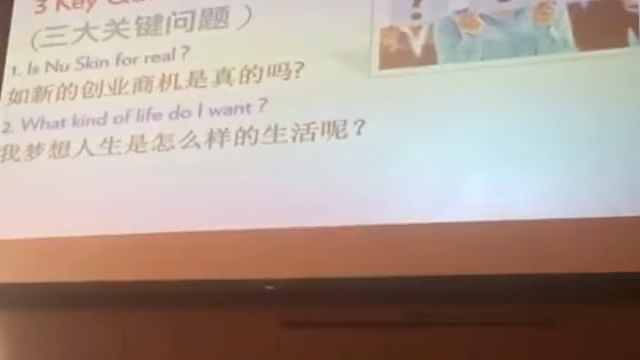 3 Key
(三大关键问题)
1. Is Nu Skin for real?
如新的创业商机是真的吗?
2. What kind of life do I want?
我梦想人生是怎么样的生活呢?